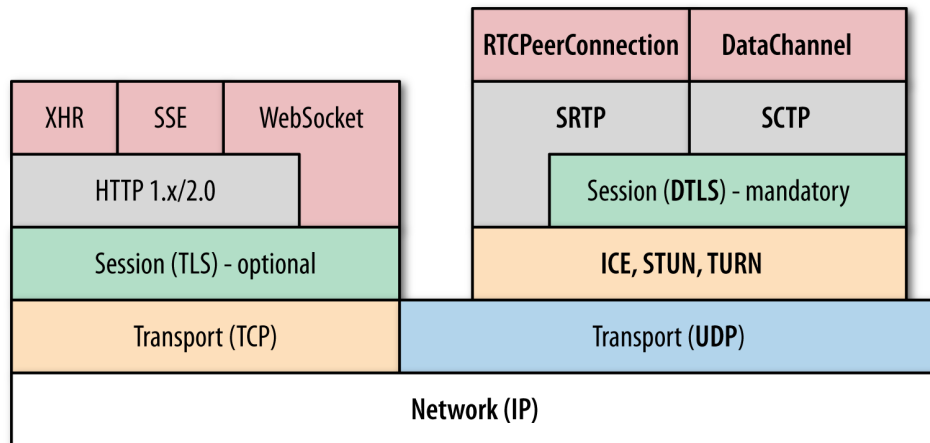 RTCPeerConnection
DataChannel
XHR
SSE
WebSocket
SRTP
SCTP
HTTP 1.x/2.0
Session (DTLS) - mandatory
Session (TLS) - optional
ICE, STUN, TURN
Transport (TCP)
Transport (UDP)
Network (IP)